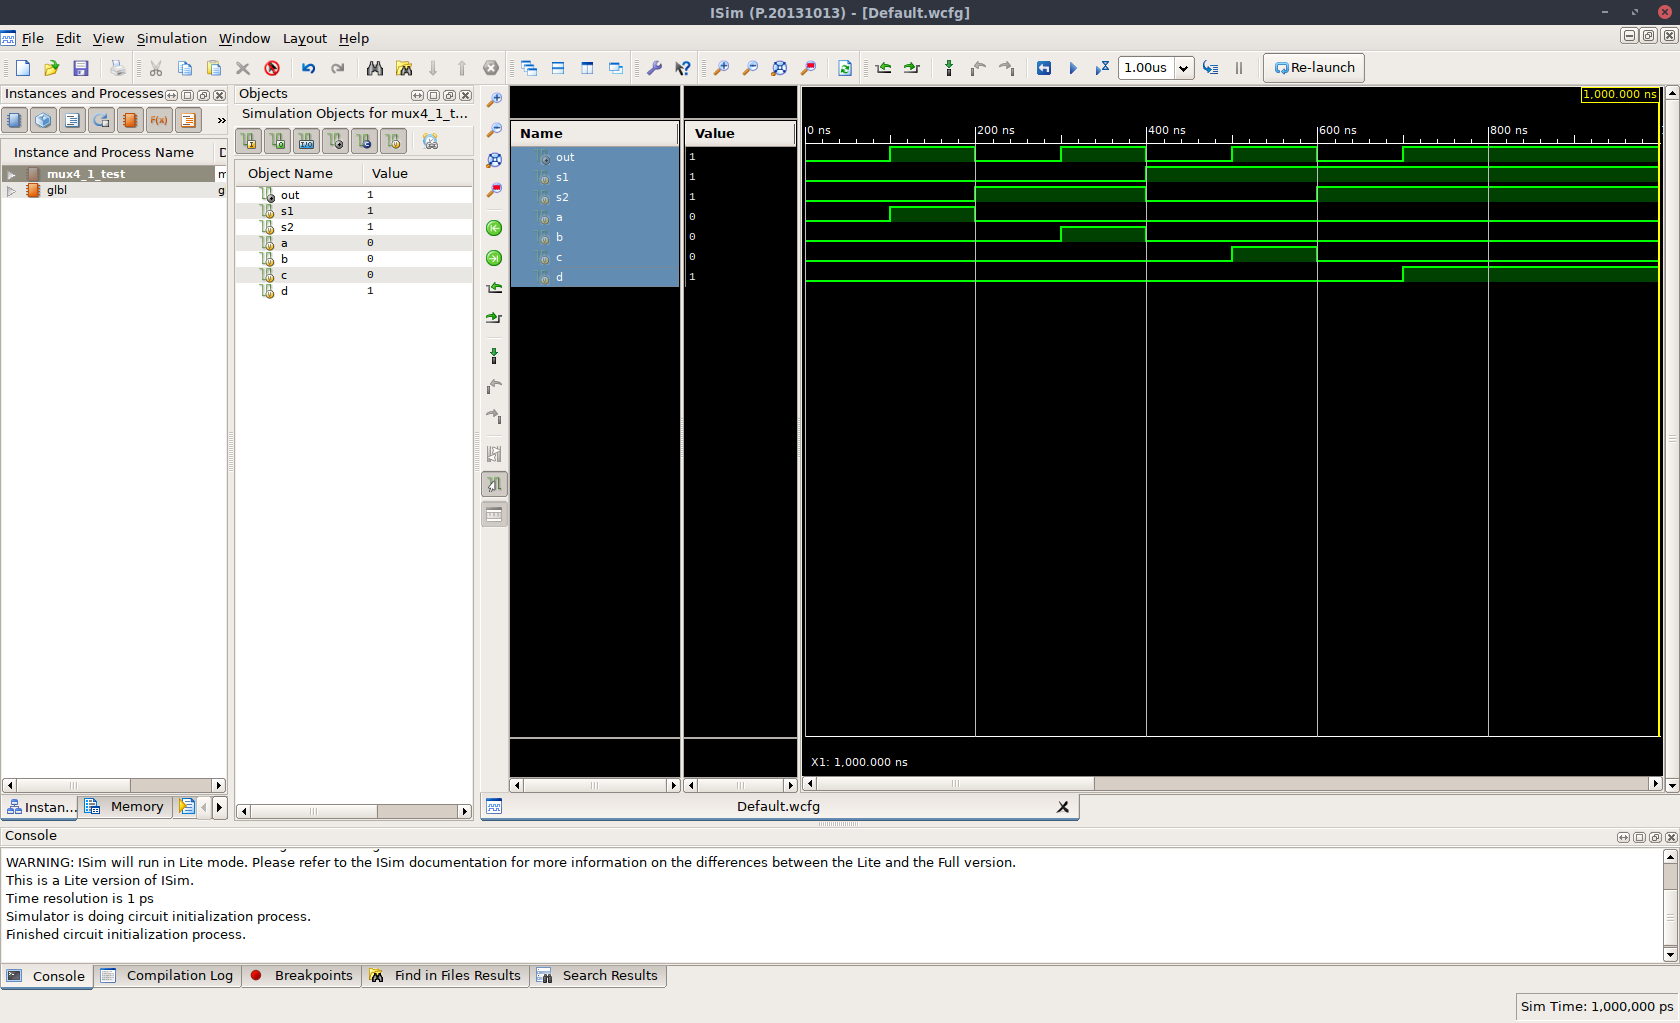 ISim (P.20131013) - [Default.wcfg]
File Edit View Simulation Window Layout Help
1.00us Re-launch
Instances and Processes
F(x) »
Instance and Process Name D
mux4_1_test m
glbl g
Instan... Memory
Objects
Simulation Objects for mux4_1_t...
Object Name Value
out 1
s1 1
s2 1
a 0
b 0
c 0
d 1
Name Value
out 1
s1 1
s2 1
a 0
b 0
c 0
d 1
1,000.000 ns
0 ns 200 ns 400 ns 600 ns 800 ns
X1: 1,000.000 ns
Default.wcfg
Console
WARNING: ISim will run in Lite mode. Please refer to the ISim documentation for more information on the differences between the Lite and the Full version.
This is a Lite version of ISim.
Time resolution is 1 ps
Simulator is doing circuit initialization process.
Finished circuit initialization process.
Console Compilation Log Breakpoints Find in Files Results Search Results
Sim Time: 1,000,000 ps